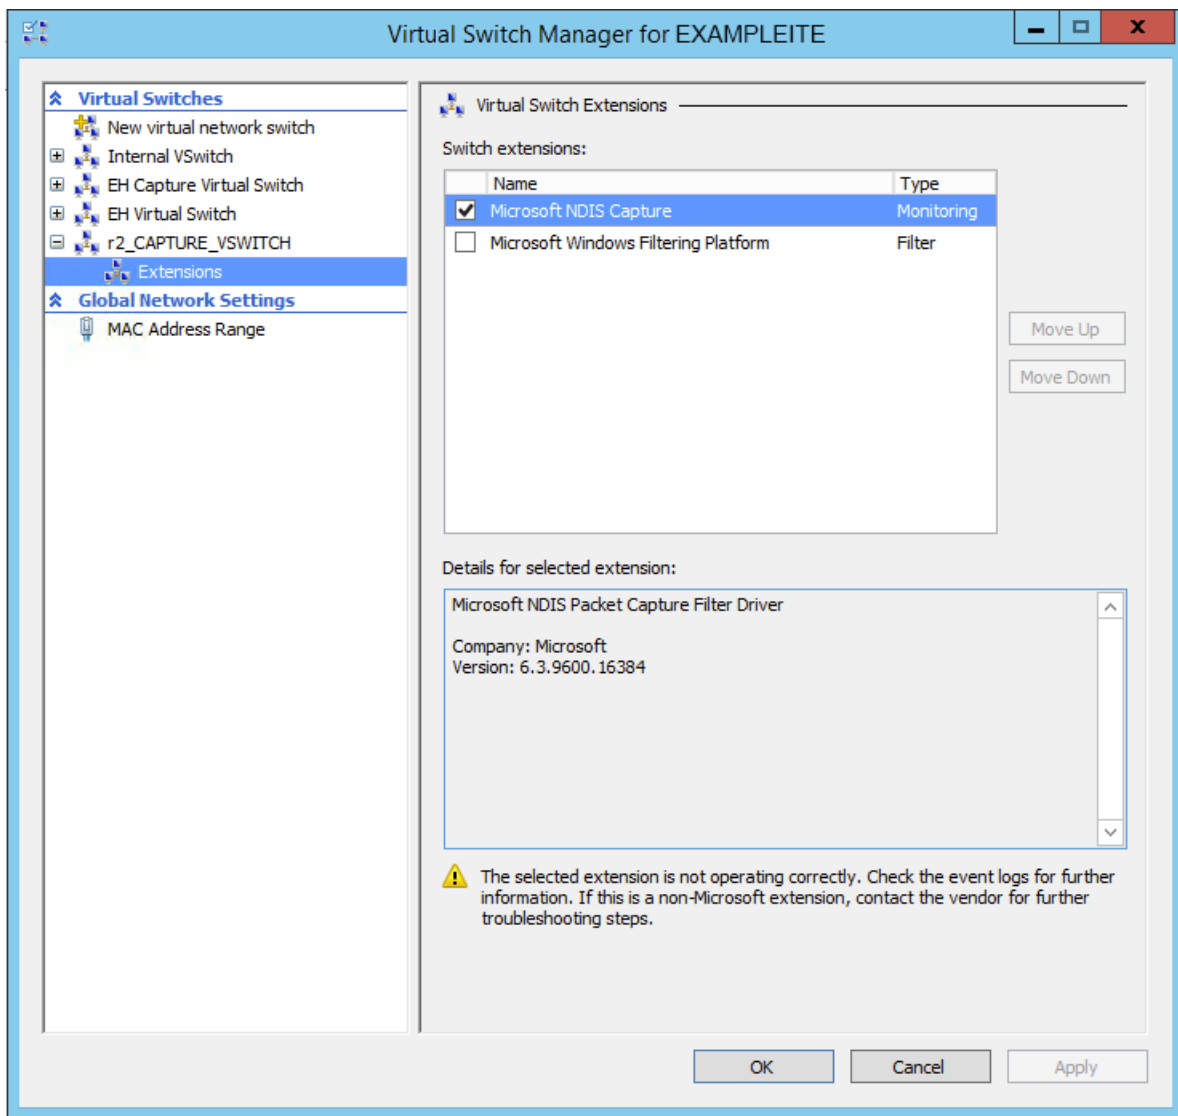 Virtual Switch Manager for EXAMPLEITE
Virtual Switches
New virtual network switch
Internal VSwitch
EH Capture Virtual Switch
EH Virtual Switch
r2_CAPTURE_VSWITCH
Extensions
Global Network Settings
MAC Address Range
Virtual Switch Extensions
Switch extensions:
Name Type
Microsoft NDIS Capture Monitoring
Microsoft Windows Filtering Platform Filter
Move Up
Move Down
Details for selected extension:
Microsoft NDIS Packet Capture Filter Driver
Company: Microsoft
Version: 6.3.9600.16384
The selected extension is not operating correctly. Check the event logs for further
information. If this is a non-Microsoft extension, contact the vendor for further
troubleshooting steps.
OK Cancel Apply